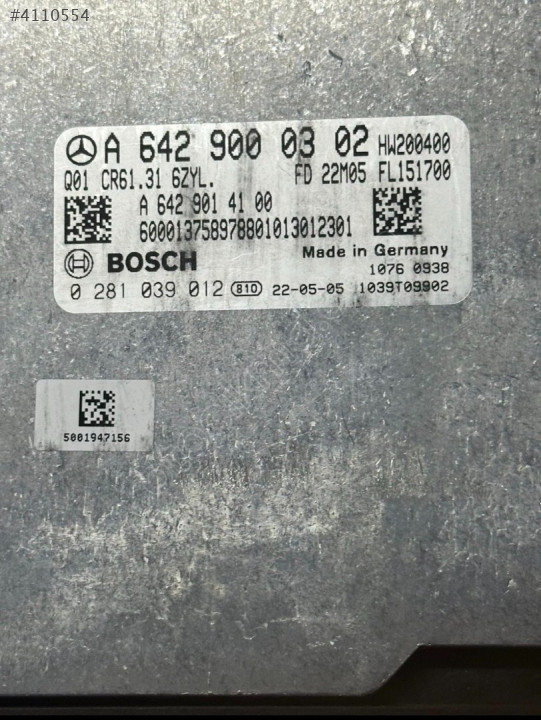 #4110554
A 642 900 03 02 HW200400
Q01 CR61.31 6ZYL. FD 22M05 FL151700
A 642 901 41 00
600013758978801013012301
Made in Germany
BOSCH
1076 0938
0 281 039 012 810 22-05-05 1039T09902
5001947156